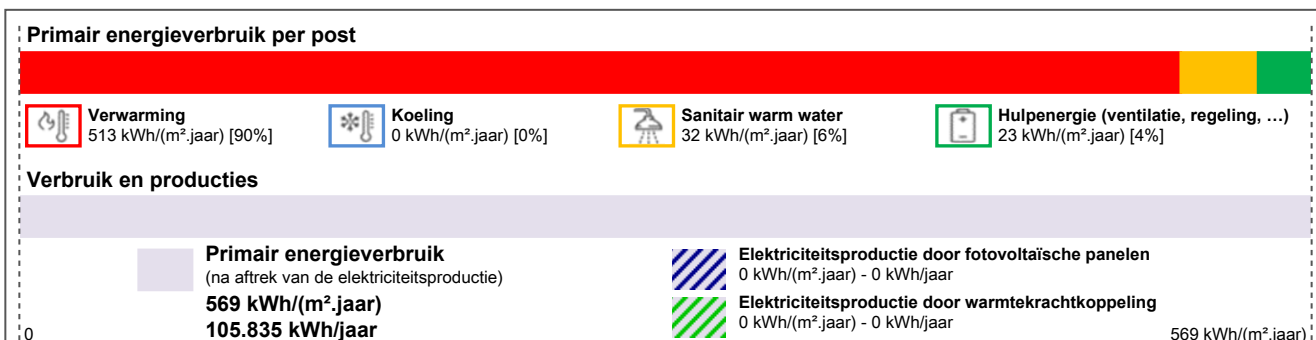 Primair energieverbruik per post
Verwarming
513 kWh/(m².jaar) [90%]
Koeling
0 kWh/(m².jaar) [0%]
Sanitair warm water
32 kWh/(m².jaar) [6%]
Hulpenergie (ventilatie, regeling, …)
23 kWh/(m².jaar) [4%]
Verbruik en producties
Primair energieverbruik
(na aftrek van de elektriciteitsproductie)
569 kWh/(m².jaar)
105.835 kWh/jaar
Elektriciteitsproductie door fotovoltaïsche panelen
0 kWh/(m².jaar) - 0 kWh/jaar
Elektriciteitsproductie door warmtekrachtkoppeling
0 kWh/(m².jaar) - 0 kWh/jaar
0
569 kWh/(m².jaar)